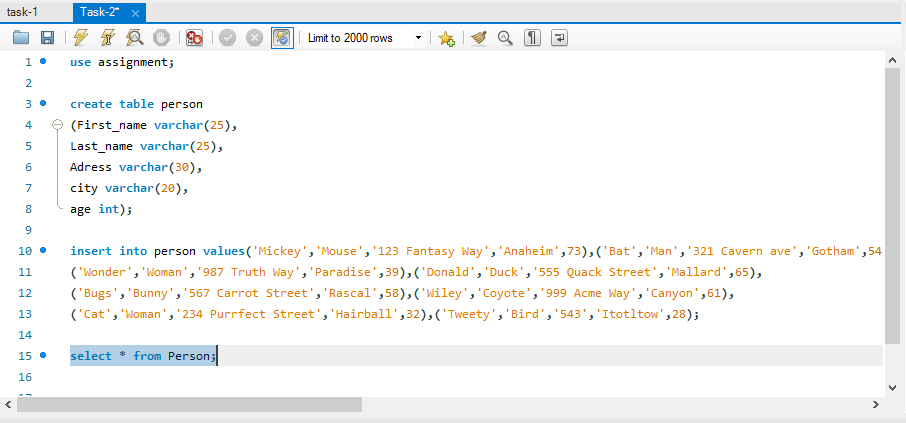 task-1 Task-2*
Limit to 2000 rows
1 use assignment;
2
3 create table person
4 (First_name varchar(25),
5 Last_name varchar(25),
6 Adress varchar(30),
7 city varchar(20),
8 age int);
9
10 insert into person values('Mickey','Mouse','123 Fantasy Way','Anaheim',73),('Bat','Man','321 Cavern ave','Gotham',54
11 ('Wonder','Woman','987 Truth Way','Paradise',39),('Donald','Duck','555 Quack Street','Mallard',65),
12 ('Bugs','Bunny','567 Carrot Street','Rascal',58),('Wiley','Coyote','999 Acme Way','Canyon',61),
13 ('Cat','Woman','234 Purrfect Street','Hairball',32),('Tweety','Bird','543','Itotltow',28);
14
15 select * from Person;
16